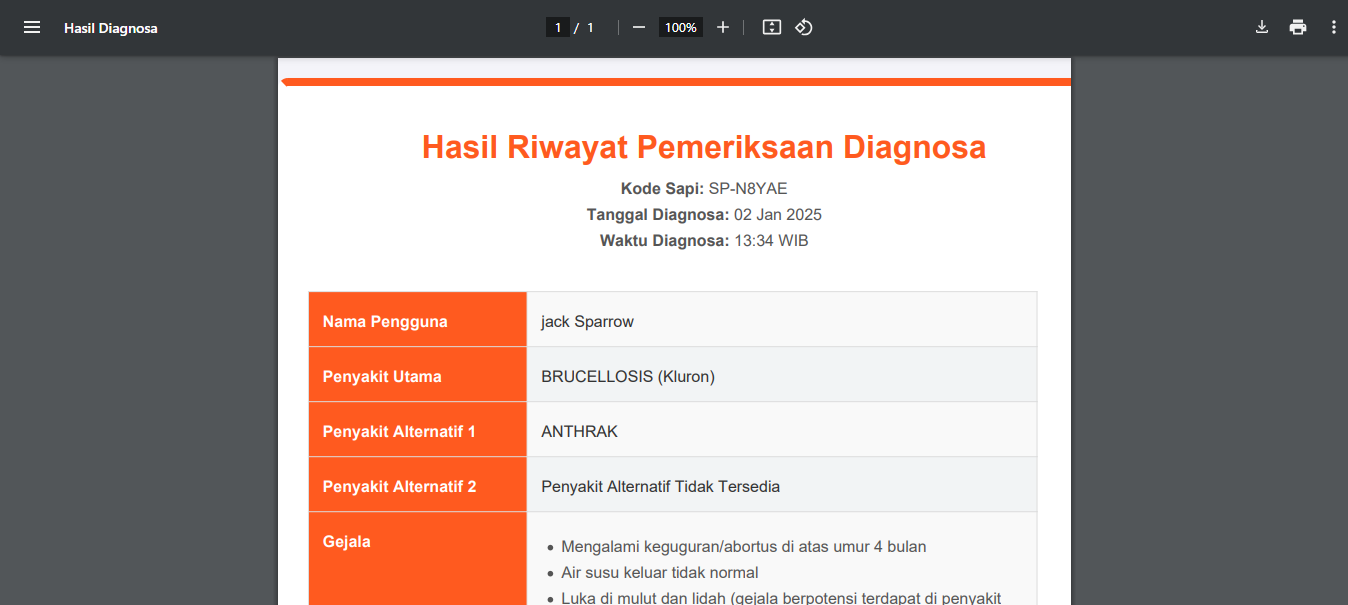 Hasil Diagnosa
1 / 1
100%
Hasil Riwayat Pemeriksaan Diagnosa
Kode Sapi: SP-N8YAE
Tanggal Diagnosa: 02 Jan 2025
Waktu Diagnosa: 13:34 WIB
Nama Pengguna jack Sparrow
Penyakit Utama BRUCELLOSIS (Kluron)
Penyakit Alternatif 1 ANTHRAK
Penyakit Alternatif 2 Penyakit Alternatif Tidak Tersedia
Gejala
Mengalami keguguran/abortus di atas umur 4 bulan
Air susu keluar tidak normal
Luka di mulut dan lidah (gejala berpotensi terdapat di penyakit